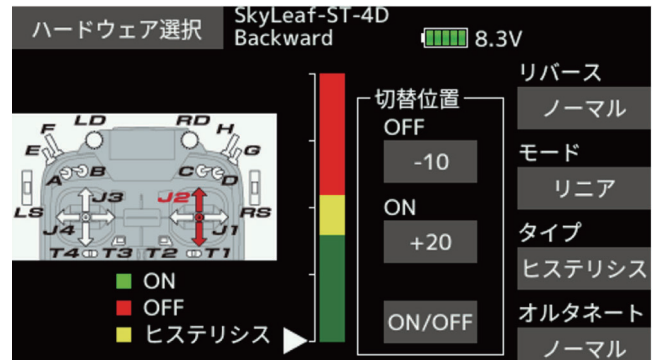 ハードウェア選択
SkyLeaf-ST-4D
Backward
8.3V
LD
RD
F
H
E
G
A
B
C
D
J3
J2
LS
RS
J4
J1
T4
T3
T2
T1
ON
OFF
ヒステリシス
切替位置
OFF
-10
ON
+20
ON/OFF
リバース
ノーマル
モード
リニア
タイプ
ヒステリシス
オルタネート
ノーマル